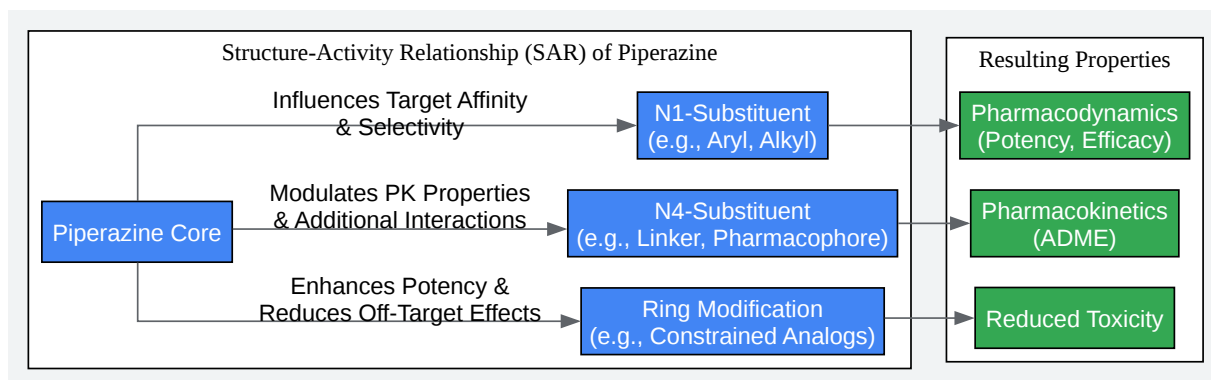 Structure-Activity Relationship (SAR) of Piperazine
Resulting Properties
Influences Target Affinity
& Selectivity
N1-Substituent
(e.g., Aryl, Alkyl)
Pharmacodynamics
(Potency, Efficacy)
Piperazine Core
Modulates PK Properties
& Additional Interactions
N4-Substituent
(e.g., Linker, Pharmacophore)
Pharmacokinetics
(ADME)
Enhances Potency &
Reduces Off-Target Effects
Ring Modification
(e.g., Constrained Analogs)
Reduced Toxicity